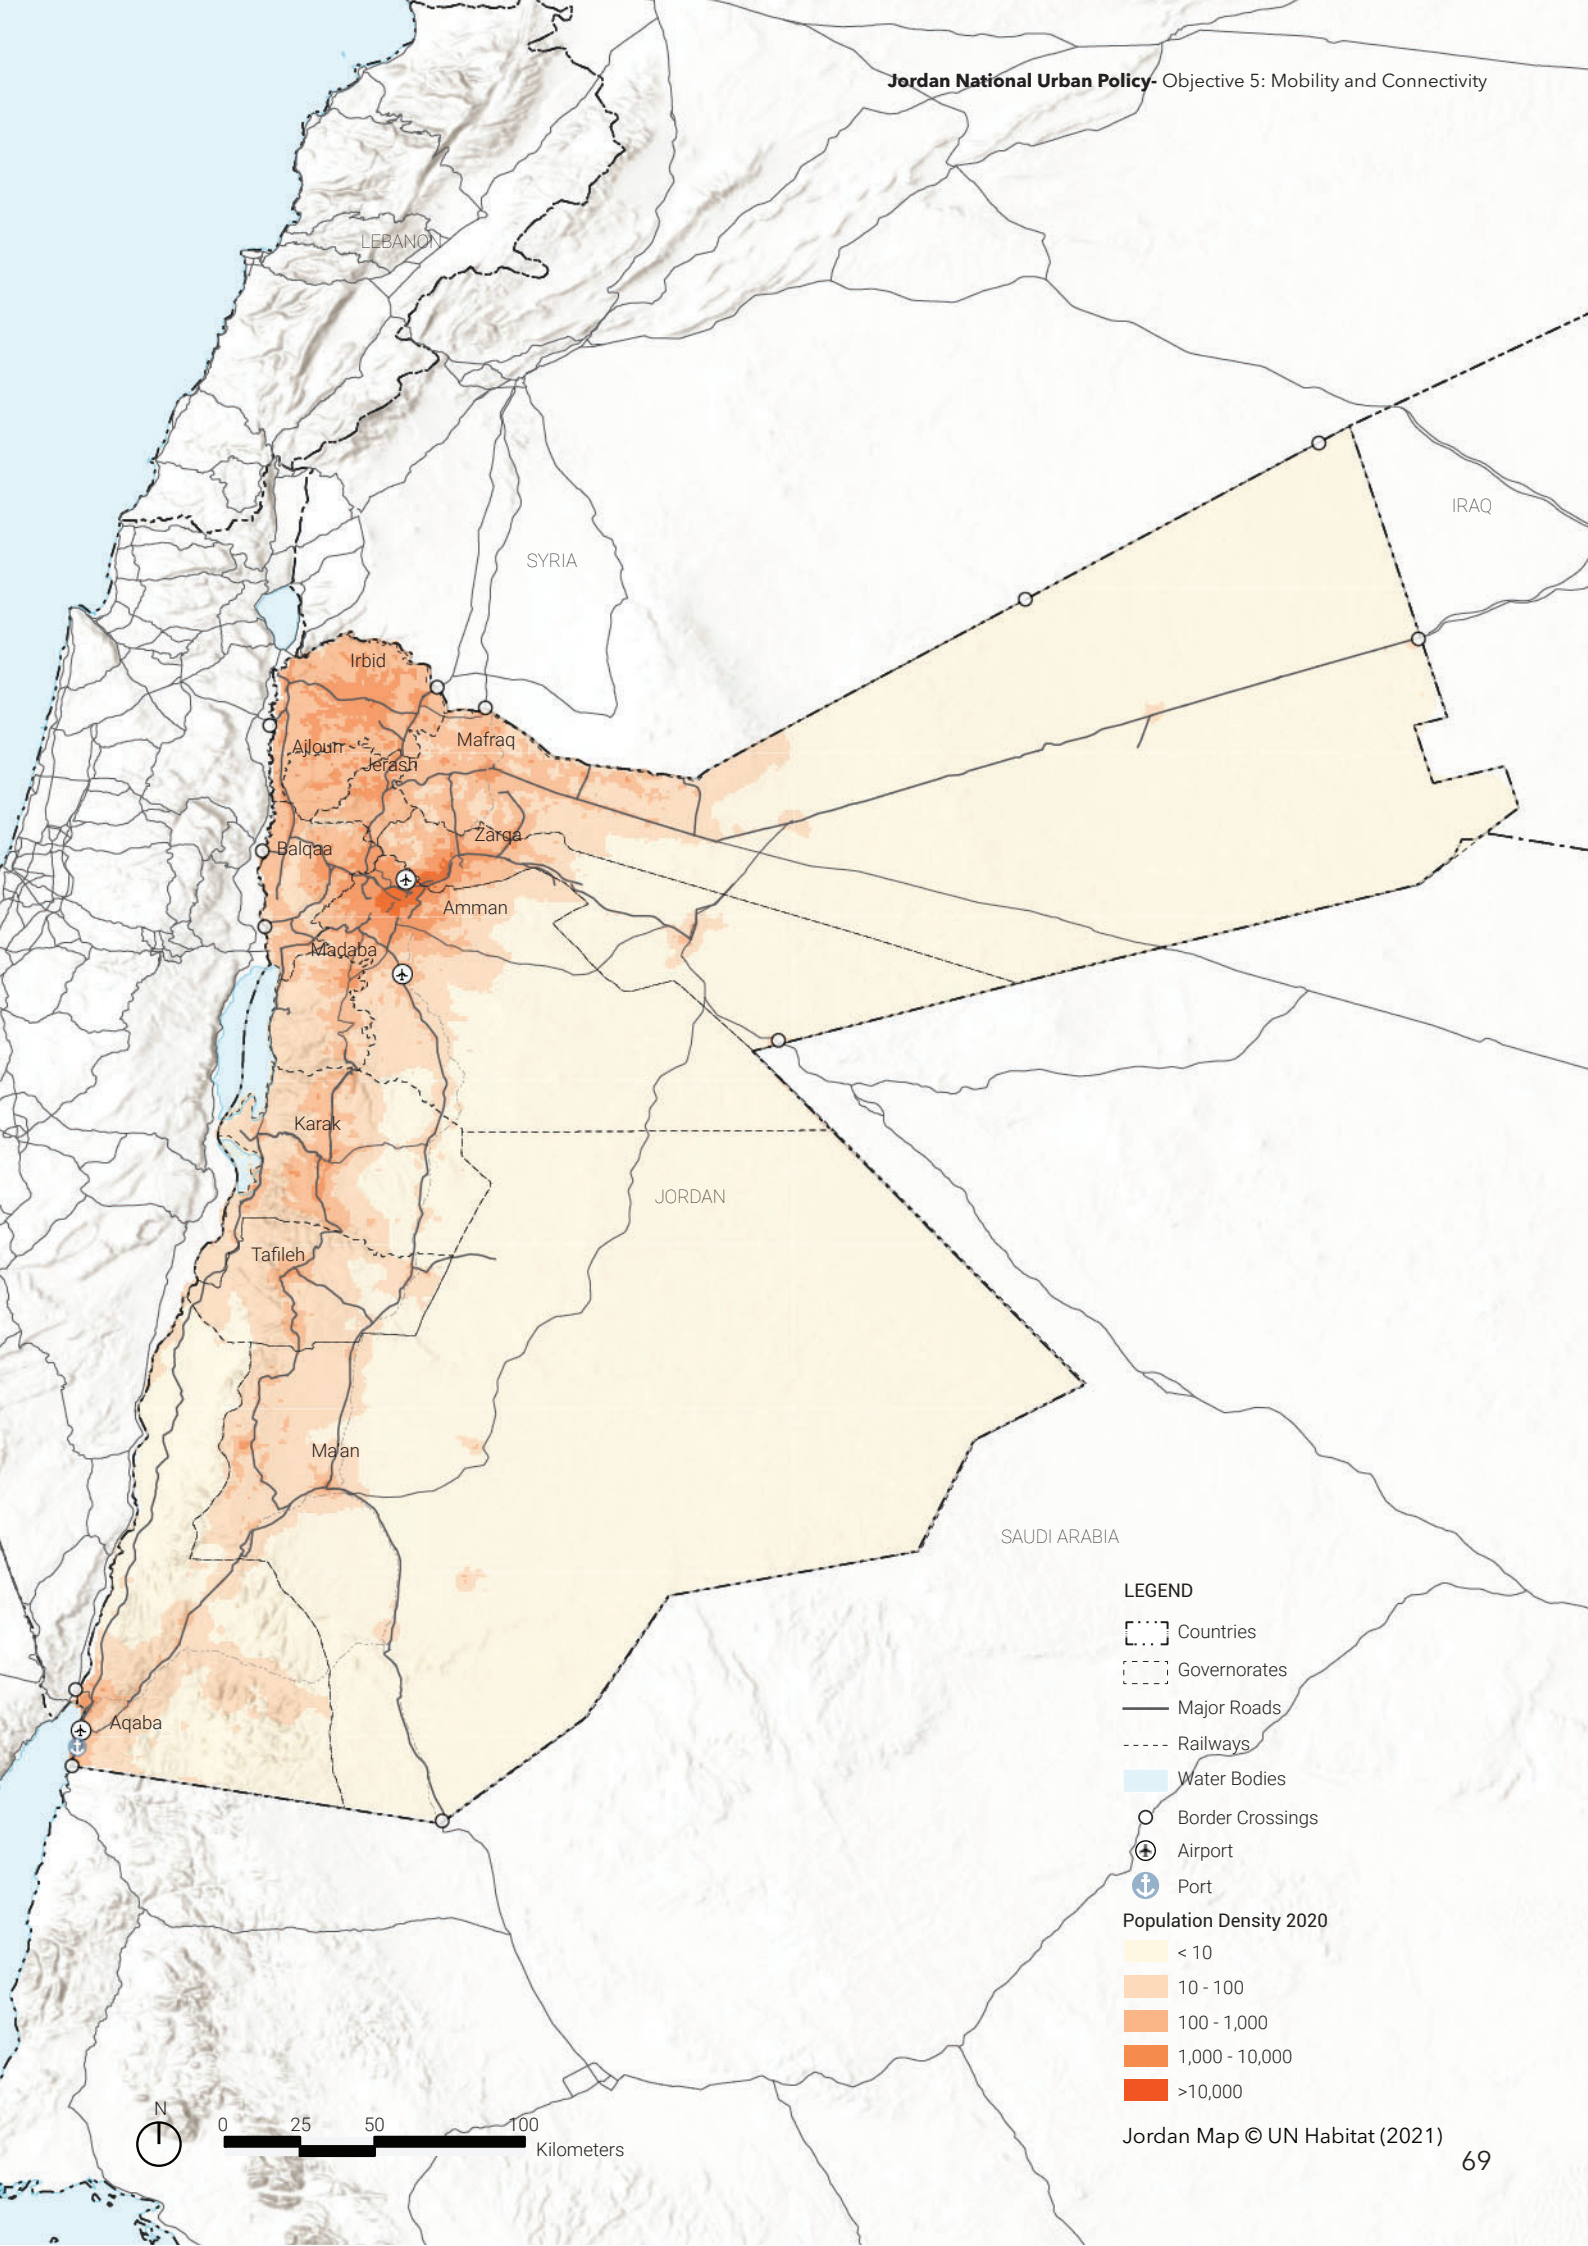 Jordan National Urban Policy- Objective 5: Mobility and Connectivity
LEBANON
IRAQ
SYRIA
Irbid
Mafraq
Ajloun
Jerash
Zarqa
Balqaa
Amman
Madaba
Karak
JORDAN
Tafileh
Ma'an
SAUDI ARABIA
Aqaba
LEGEND
Countries
Governorates
Major Roads
Railways
Water Bodies
Border Crossings
Airport
Port
Population Density 2020
< 10
10 - 100
100 - 1,000
1,000 - 10,000
>10,000
N
0 25 50 100
Kilometers
Jordan Map © UN Habitat (2021)
69